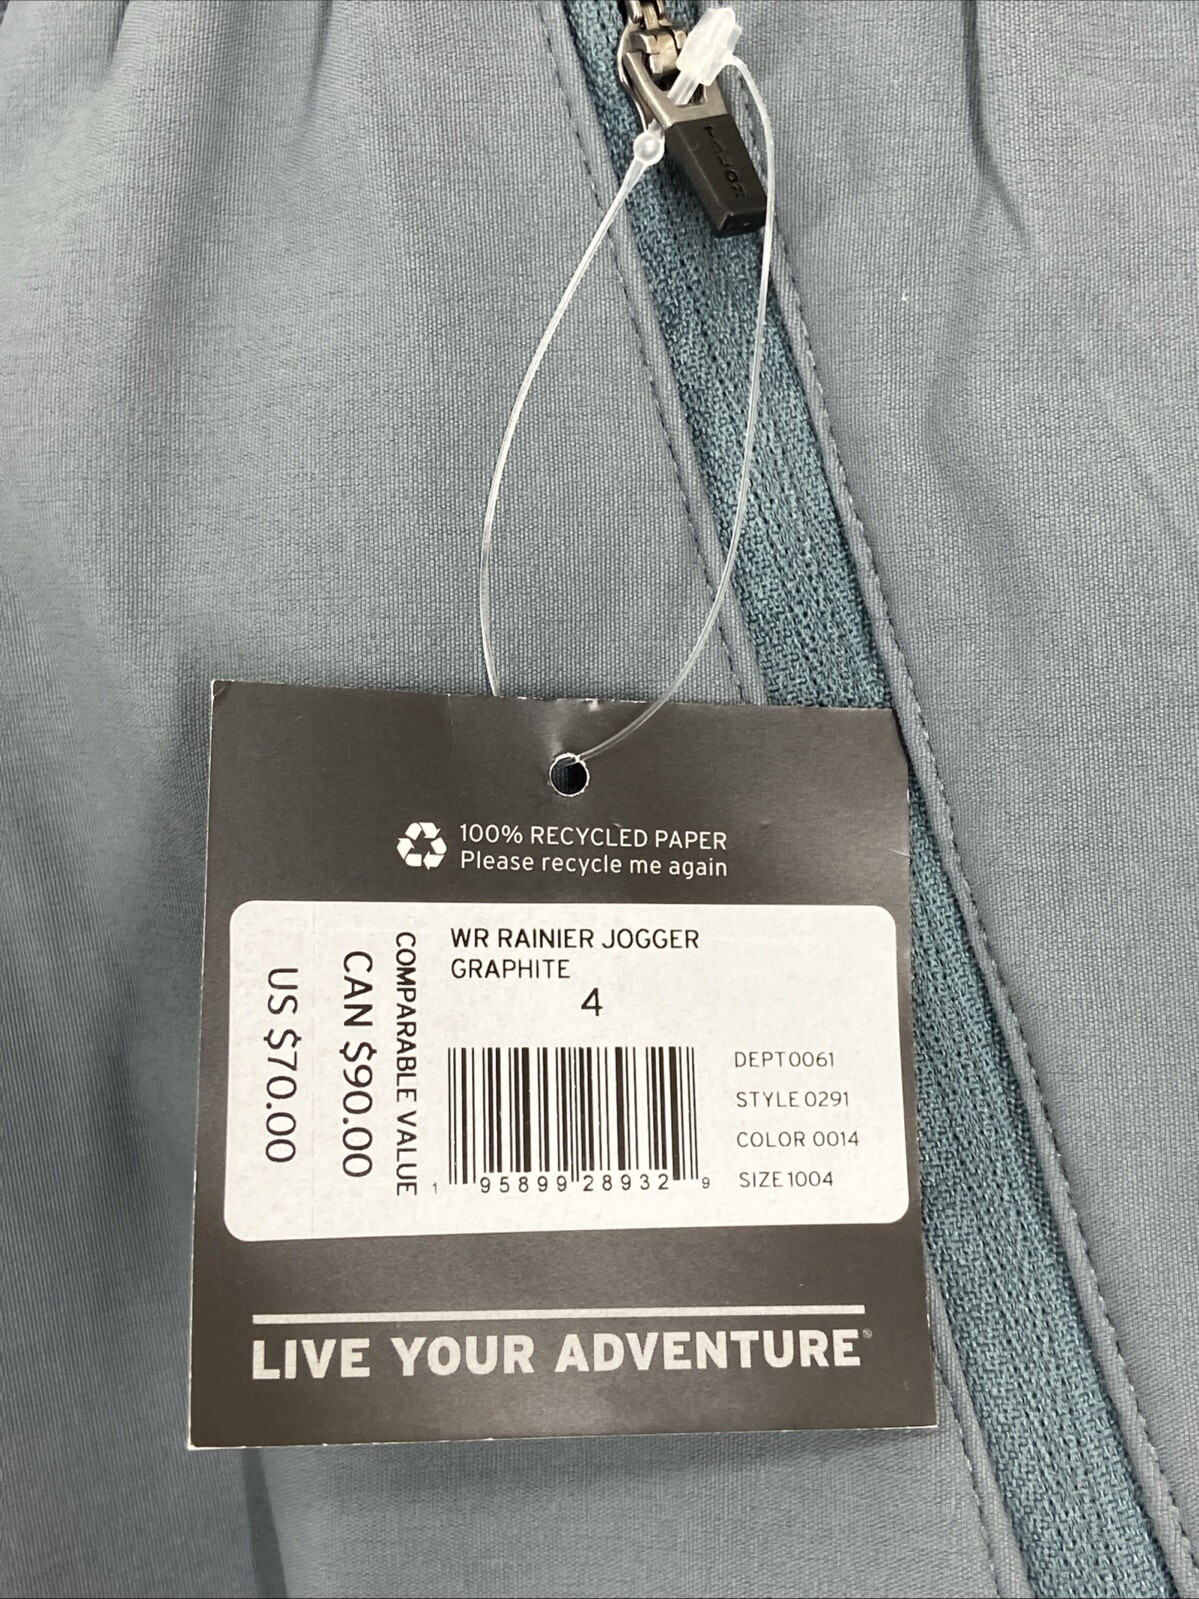 TALON
100% RECYCLED PAPER
Please recycle me again
WR RAINIER JOGGER
GRAPHITE
4
COMPARABLE VALUE
CAN $90.00
US $70.00
DEPT 0061
STYLE 0291
COLOR 0014
SIZE 1004
1 95899 28932 9
LIVE YOUR ADVENTURE®